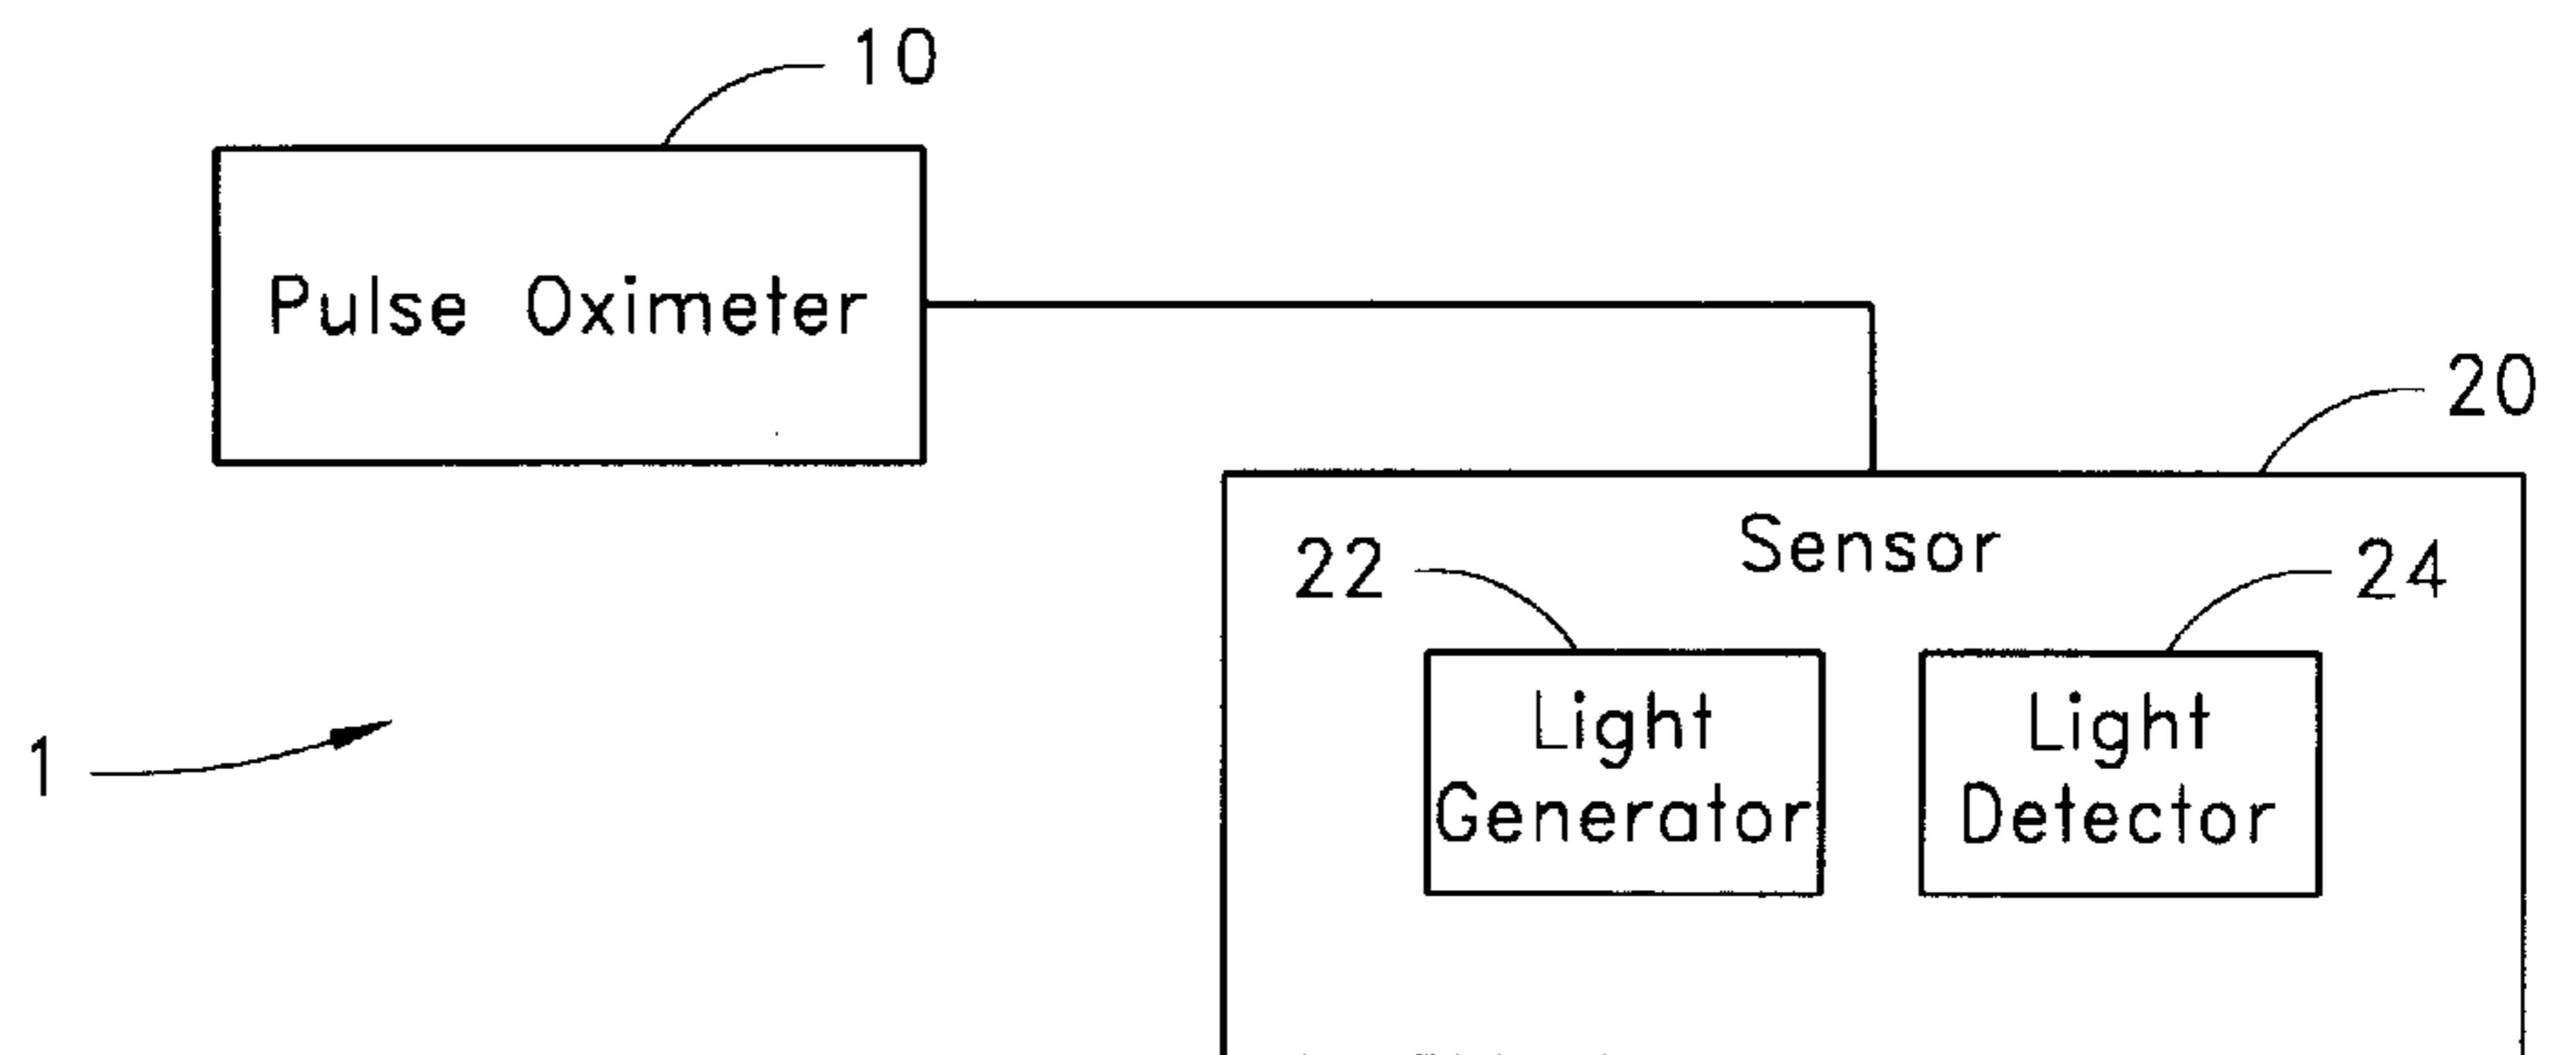 10
Pulse Oximeter
20
Sensor
22
24
Light
Generator
Light
Detector
1